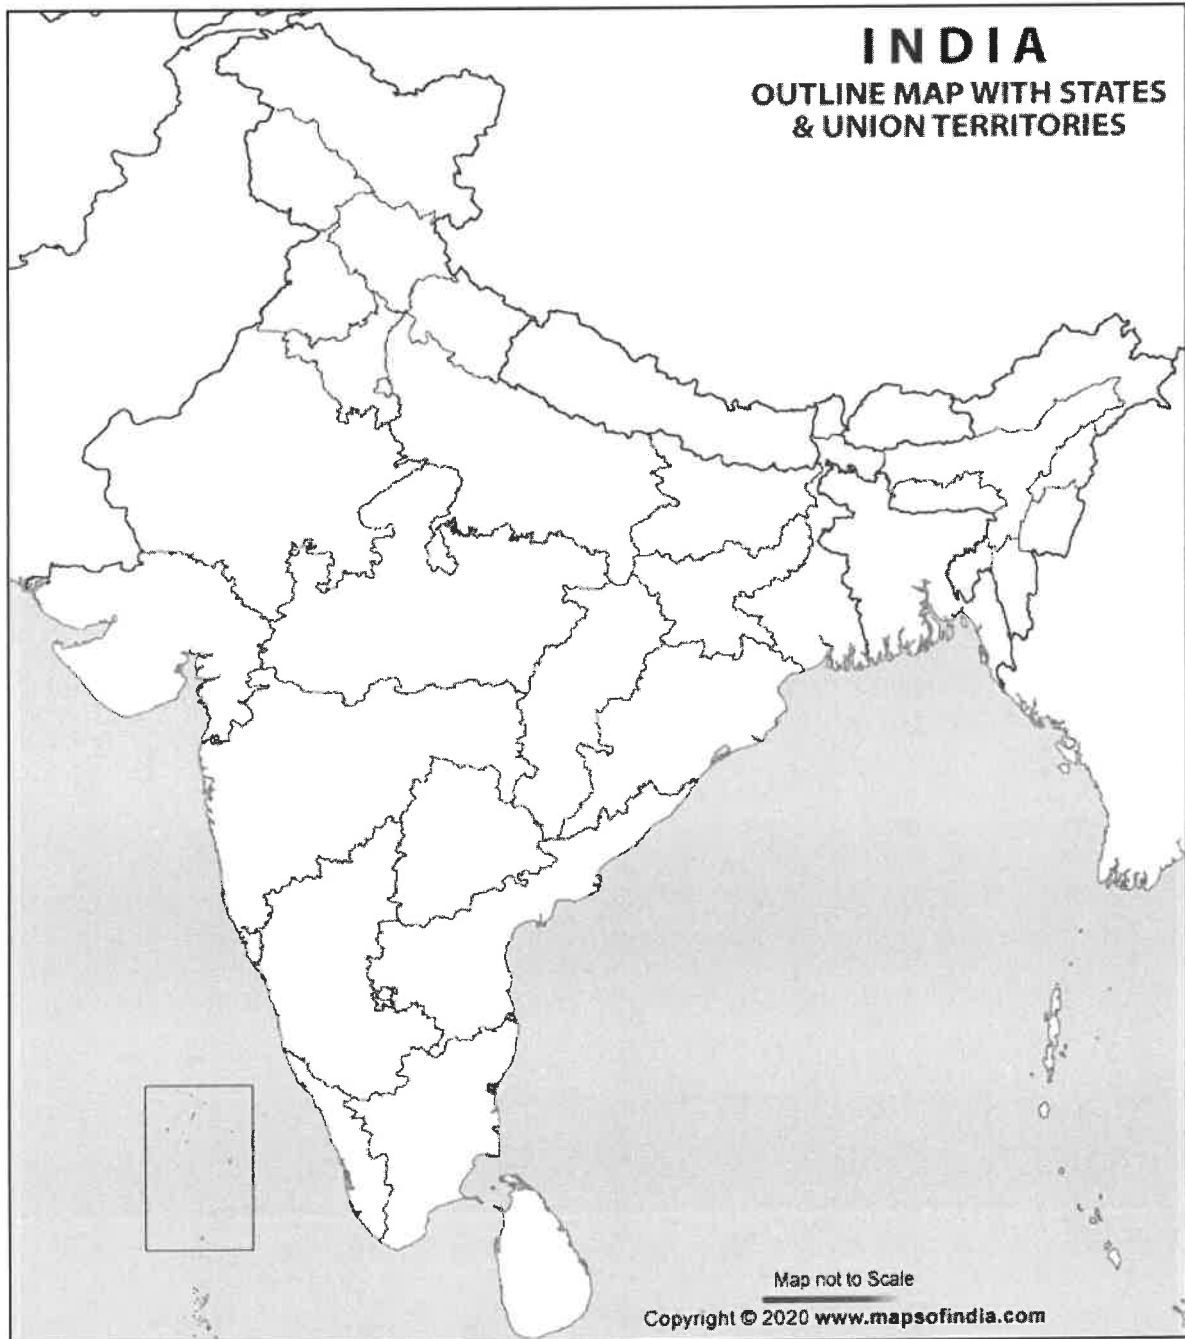 INDIA
OUTLINE MAP WITH STATES
& UNION TERRITORIES
Map not to Scale
Copyright © 2020 www.mapsofindia.com